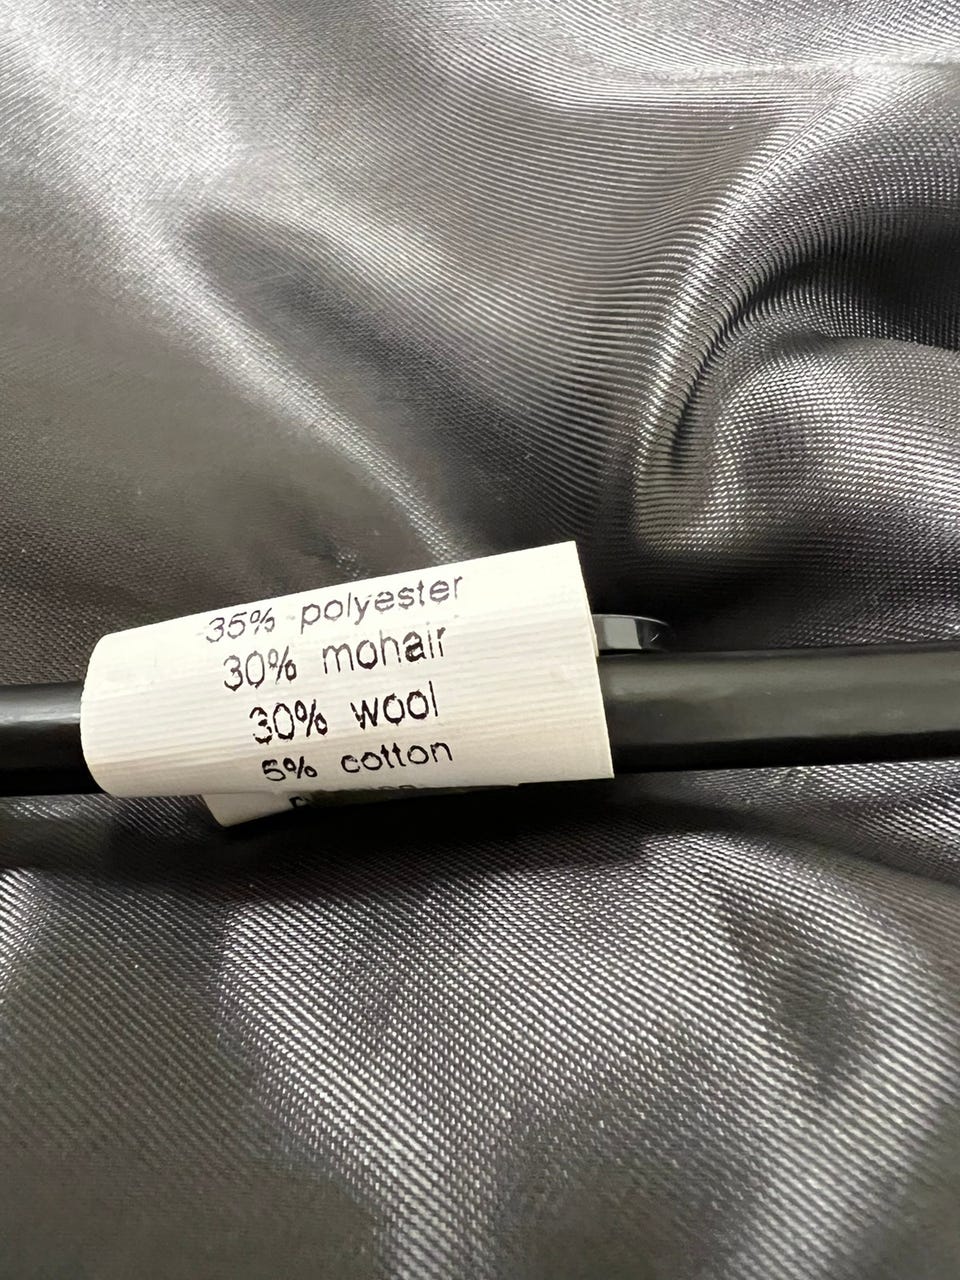 35% polyester
30% mohair
30% wool
5% cotton